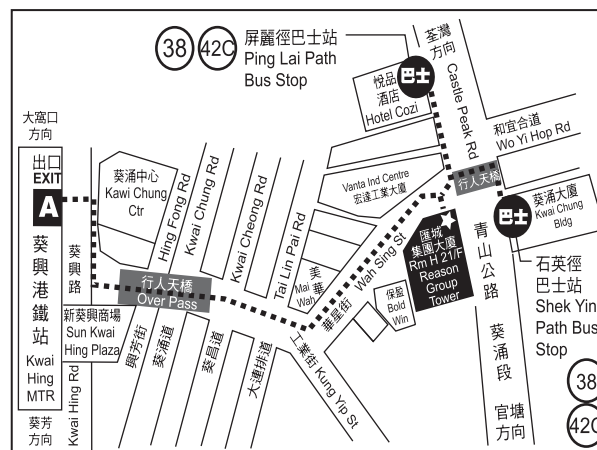 38
42C
屏麗徑巴士站
Ping Lai Path
Bus Stop
荃灣
方向
Castle Peak Rd
悅品
酒店
Hotel Cozi
巴士
和宜合道
Wo Yi Hop Rd
大窩口
方向
出口
EXIT
A
葵興港鐵站
Kwai
Hing
MTR
葵芳
方向
葵興路
Kwai Hing Rd
葵涌中心
Kawi Chung
Ctr
Hing Fong Rd
Kwai Chung Rd
Kwai Cheong Rd
Tai Lin Pai Rd
Vanta Ind Centre
宏達工業大廈
行人天橋
行人天橋
Over Pass
新葵興商場
Sun Kwai
Hing Plaza
興芳街
葵涌道
葵昌道
大連排道
美華
Mai
Wah
華星街
Wah Sing St
工業街 Kung Yip St
保盈
Bold
Win
匯城
集團大廈
Rm H 21/F
Reason
Group
Tower
青山公路
葵涌段
官塘
方向
葵涌大廈
Kwai Chung
Bldg
巴士
石英徑
巴士站
Shek Yin
Path Bus
Stop
38
42C